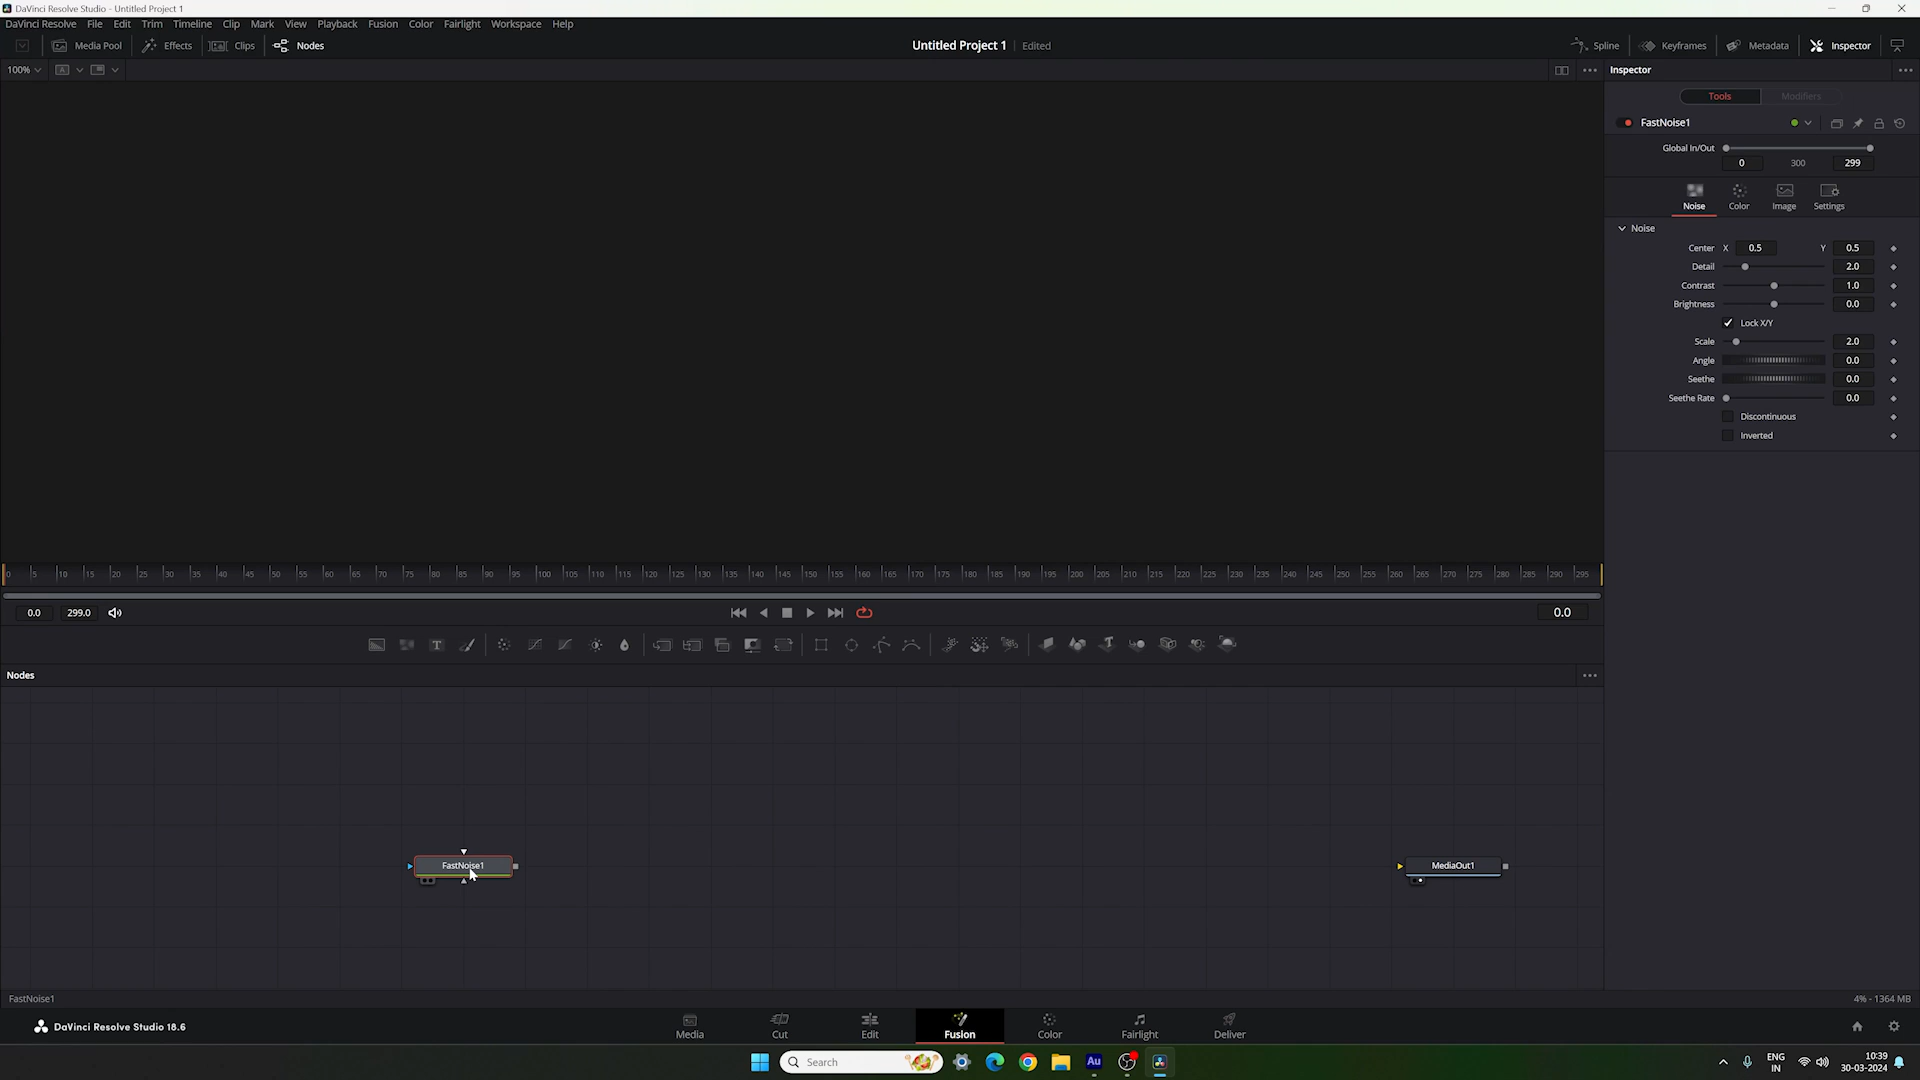 DaVinci Resolve Studio - Untitled Project 1
DaVinci Resolve File Edit Trim Timeline Clip Mark View Playback Fusion Color Fairlight Workspace Help
Media Pool Effects Clips Nodes Untitled Project 1 Edited Spline Keyframes Metadata Inspector
100% A Inspector
Tools Modifiers
FastNoise1
Global In/Out
0 300 299
Noise Color Image Settings
Noise
Center X 0.5 Y 0.5
Detail 2.0
Contrast 1.0
Brightness 0.0
Lock X/Y
Scale 2.0
Angle 0.0
Seethe 0.0
Seethe Rate 0.0
Discontinuous
Inverted
0 5 10 15 20 25 30 35 40 45 50 55 60 65 70 75 80 85 90 95 100 105 110 115 120 125 130 135 140 145 150 155 160 165 170 175 180 185 190 195 200 205 210 215 220 225 230 235 240 245 250 255 260 265 270 275 280 285 290 295
0.0 299.0 0.0
T
Nodes
FastNoise1 MediaOut1
FastNoise1 4% - 1364 MB
DaVinci Resolve Studio 18.6 Media Cut Edit Fusion Color Fairlight Deliver
Search Au ENG IN 10:39 30-03-2024